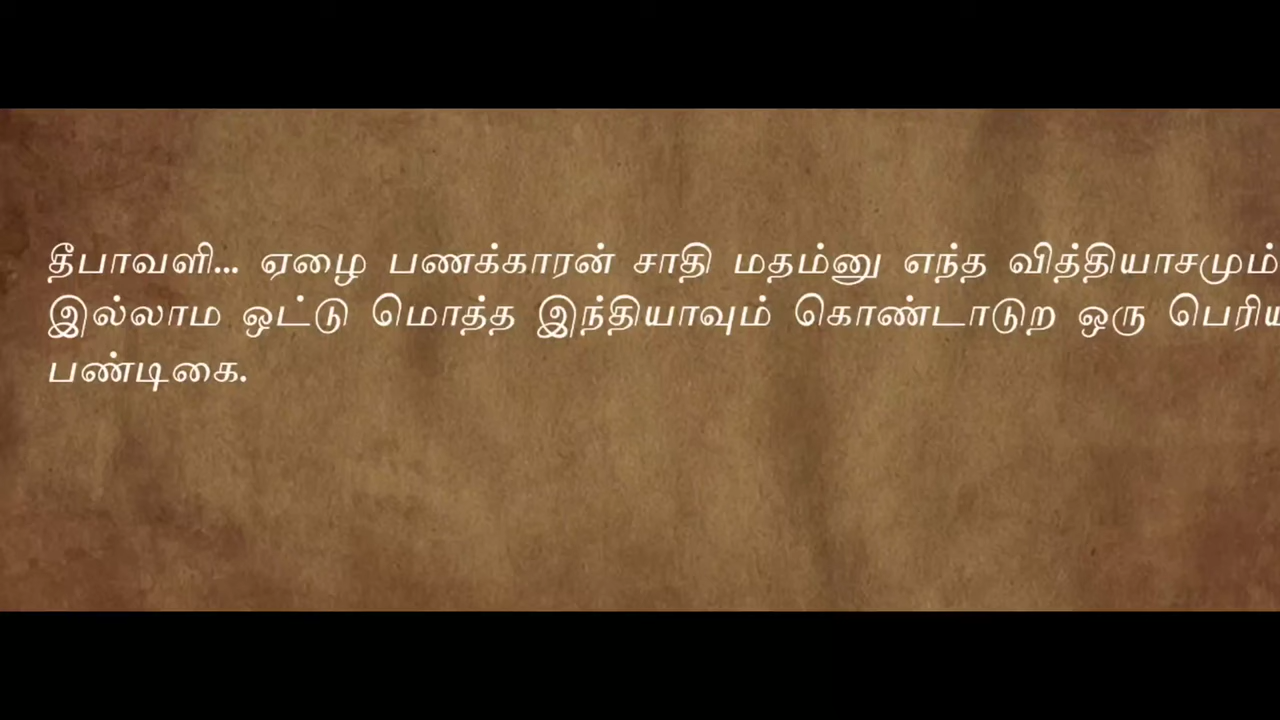 தீபாவளி... ஏழை பணக்காரன் சாதி மதம்னு எந்த வித்தியாசமும்
இல்லாம ஒட்டு மொத்த இந்தியாவும் கொண்டாடுற ஒரு பெரிய
பண்டிகை.